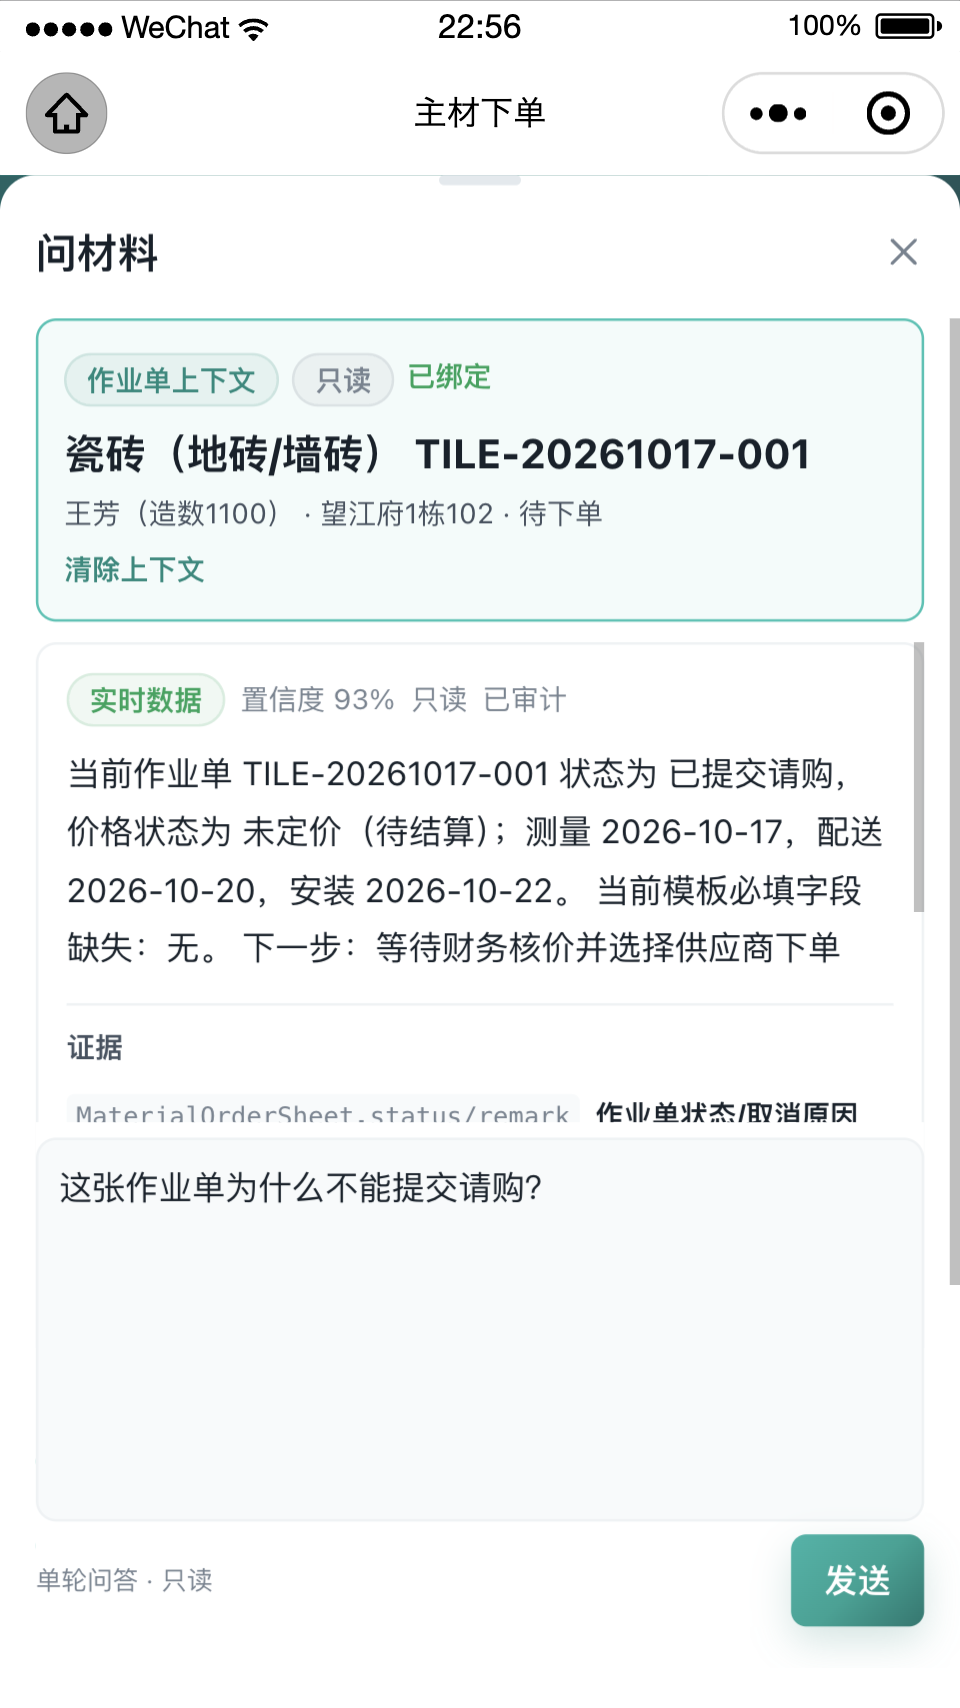 WeChat 22:56 100%
主材下单
问材料
作业单上下文 只读 已绑定
瓷砖（地砖/墙砖） TILE-20261017-001
王芳（造数1100） · 望江府1栋102 · 待下单
清除上下文
实时数据 置信度 93% 只读 已审计
当前作业单 TILE-20261017-001 状态为 已提交请购，
价格状态为 未定价（待结算）；测量 2026-10-17，配送
2026-10-20，安装 2026-10-22。 当前模板必填字段
缺失：无。 下一步：等待财务核价并选择供应商下单
证据
MaterialOrderSheet.status/remark 作业单状态/取消原因
这张作业单为什么不能提交请购?
单轮问答 · 只读
发送